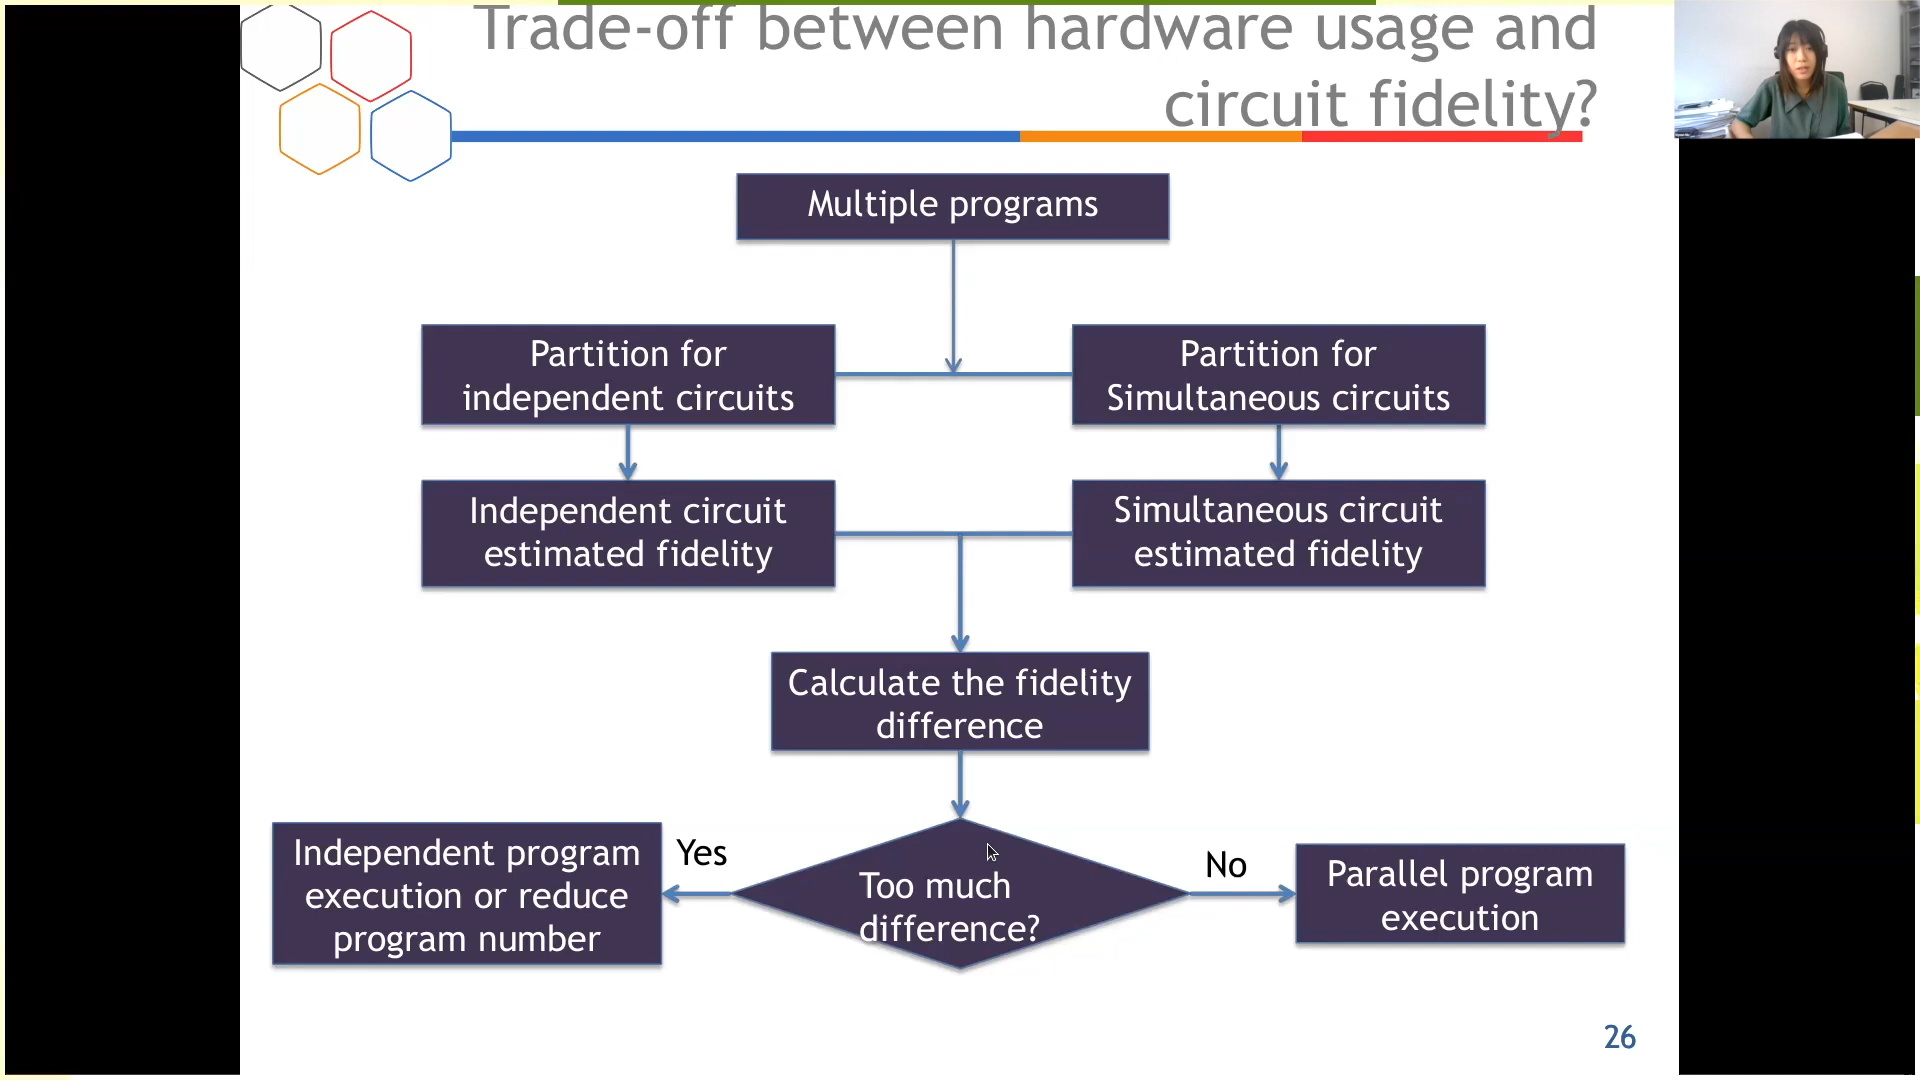 Trade-off between hardware usage and
circuit fidelity?
Multiple programs
Partition for
independent circuits
Partition for
Simultaneous circuits
Independent circuit
estimated fidelity
Simultaneous circuit
estimated fidelity
Calculate the fidelity
difference
Independent program
execution or reduce
program number
Yes
Too much
difference?
No
Parallel program
execution
26